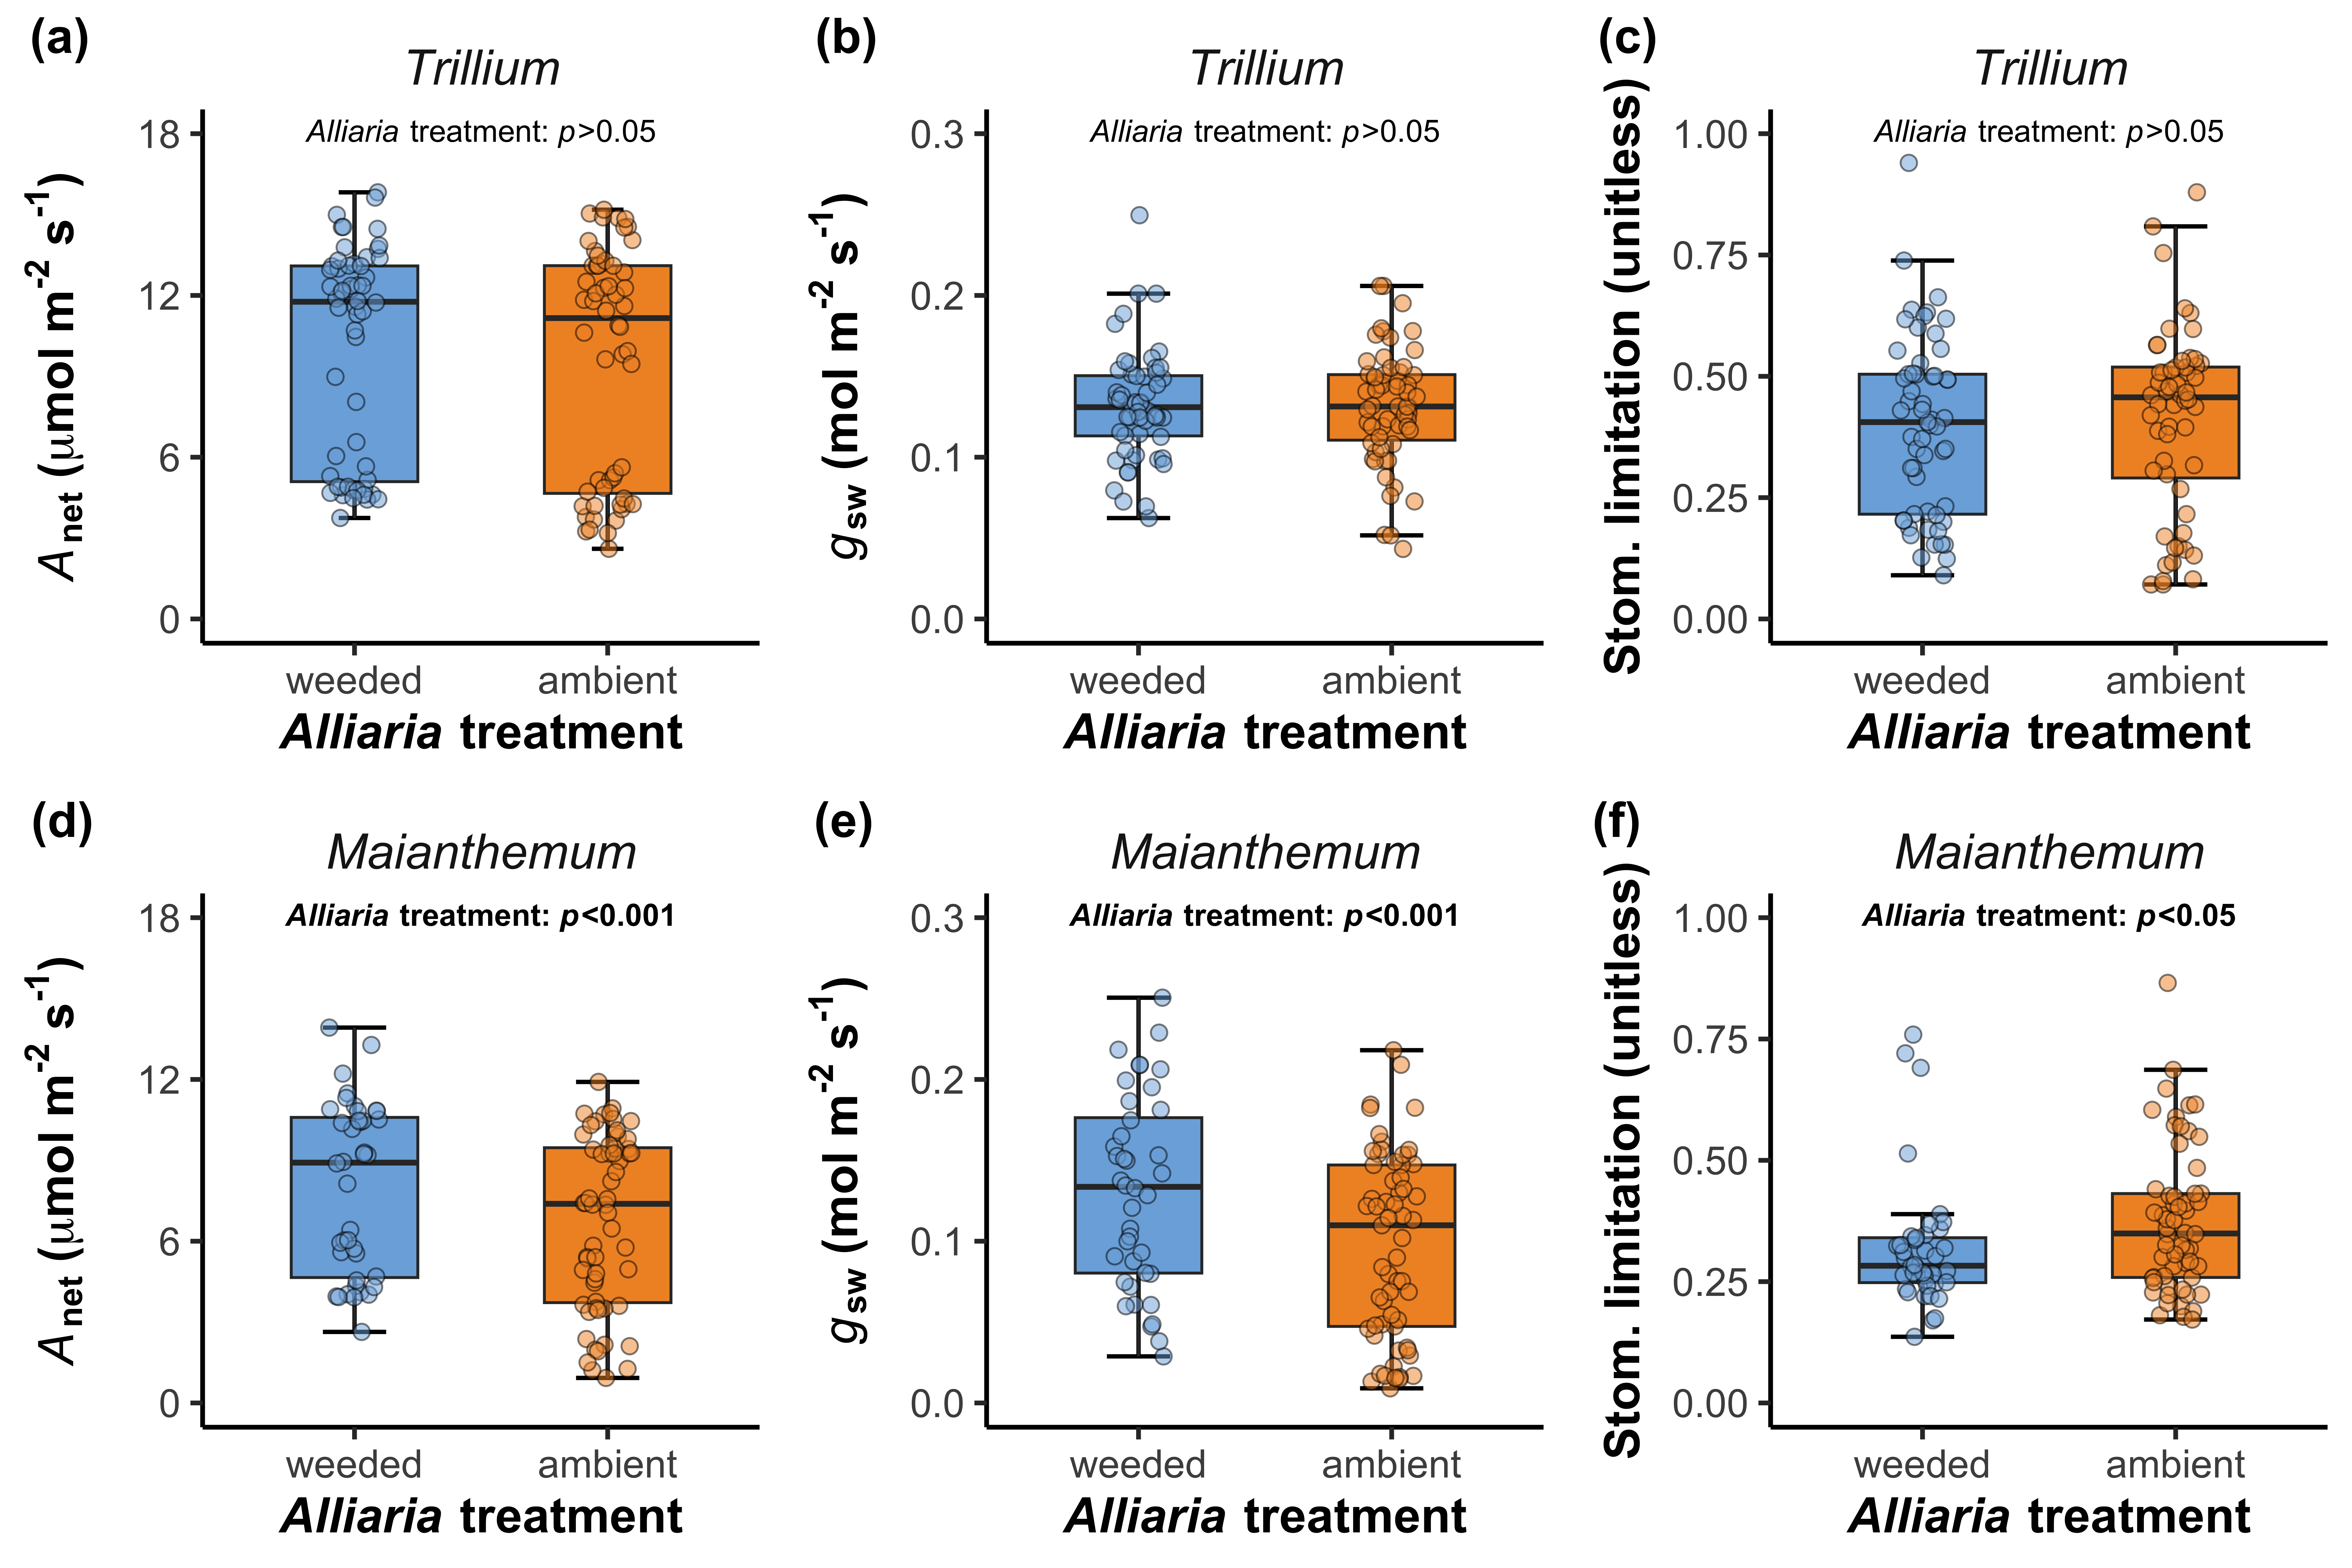 (a)
Trillium
Alliaria treatment: p>0.05
A net (μmol m-2 s-1)
18
12
6
0
weeded ambient
Alliaria treatment
(b)
Trillium
Alliaria treatment: p>0.05
g sw (mol m-2 s-1)
0.3
0.2
0.1
0.0
weeded ambient
Alliaria treatment
(c)
Trillium
Alliaria treatment: p>0.05
Stom. limitation (unitless)
1.00
0.75
0.50
0.25
0.00
weeded ambient
Alliaria treatment
(d)
Maianthemum
Alliaria treatment: p<0.001
A net (μmol m-2 s-1)
18
12
6
0
weeded ambient
Alliaria treatment
(e)
Maianthemum
Alliaria treatment: p<0.001
g sw (mol m-2 s-1)
0.3
0.2
0.1
0.0
weeded ambient
Alliaria treatment
(f)
Maianthemum
Alliaria treatment: p<0.05
Stom. limitation (unitless)
1.00
0.75
0.50
0.25
0.00
weeded ambient
Alliaria treatment